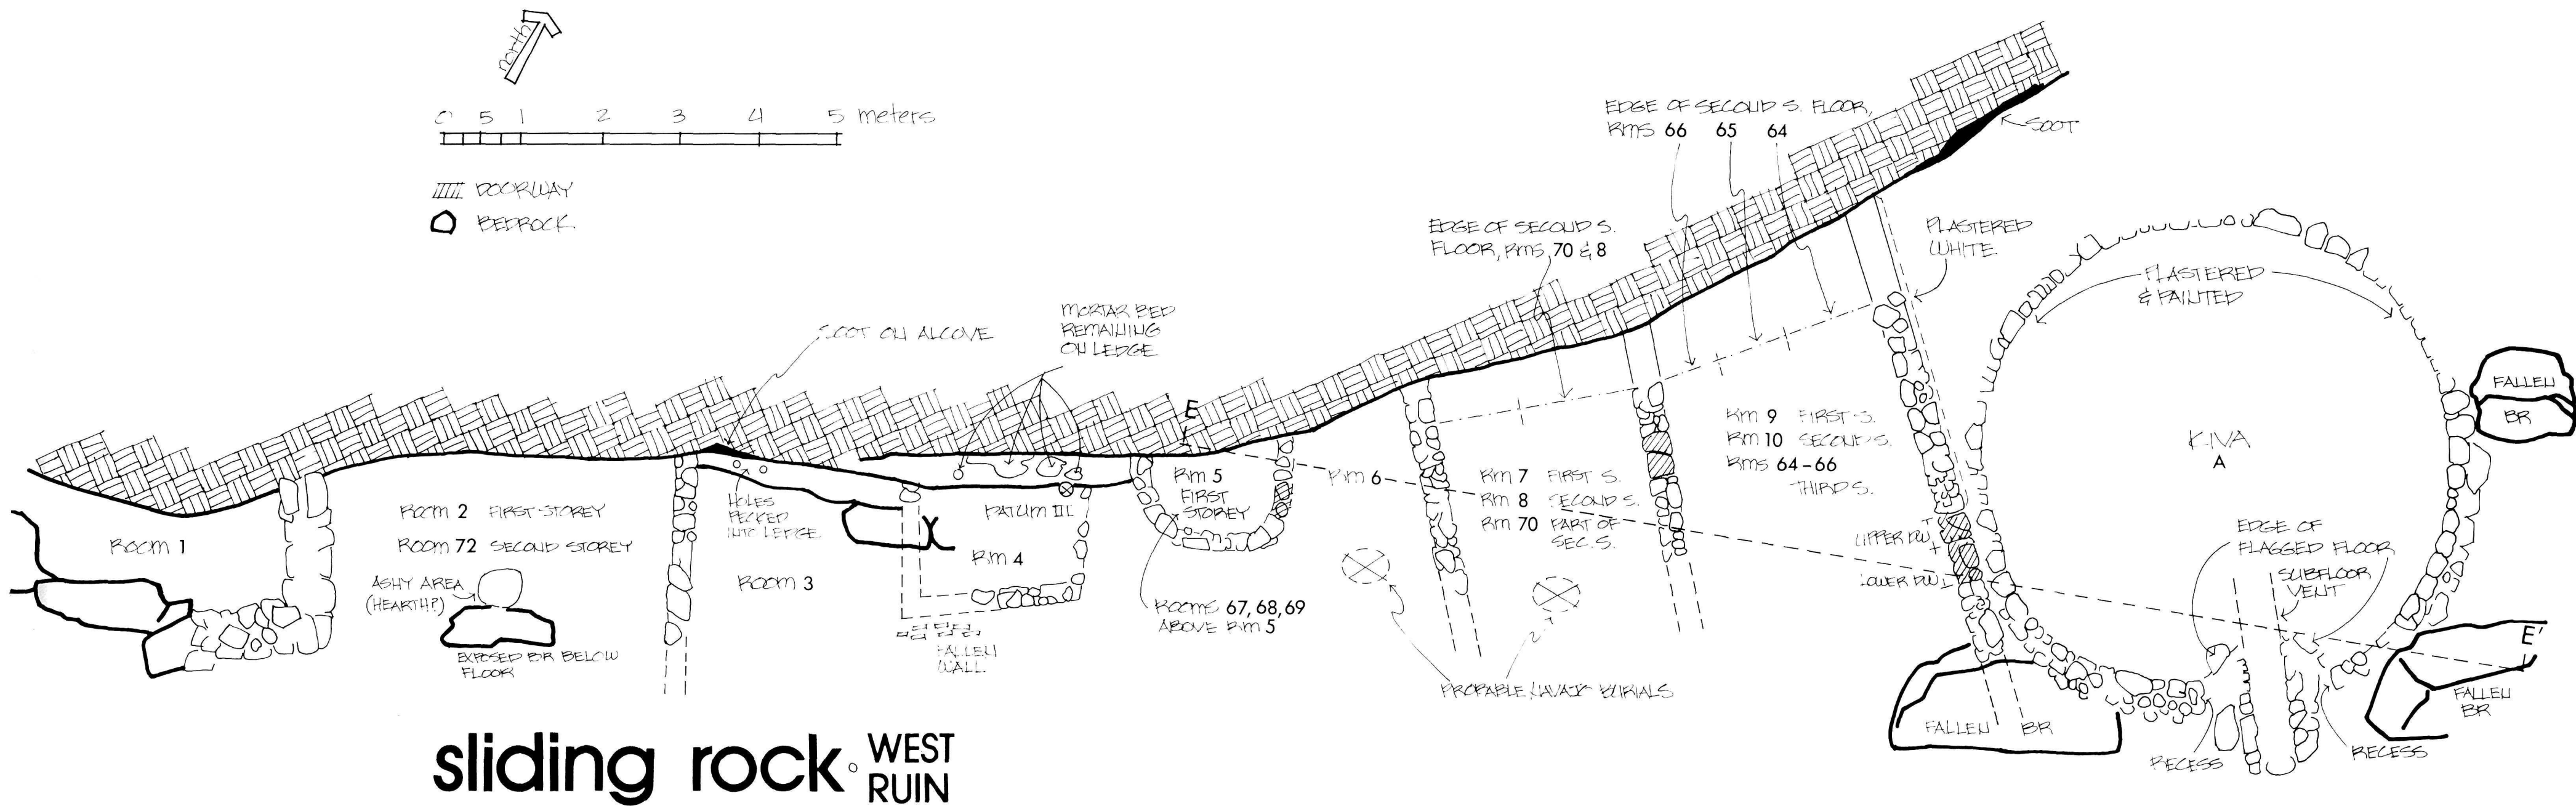 north
0 5 1 2 3 4 5 meters
DOORWAY
BEDROCK
EDGE OF SECOND S. FLOOR,
RMS 66 65 64
SOOT
EDGE OF SECOND S.
FLOOR, RMS 70 & 8
PLASTERED
WHITE
PLASTERED
& PAINTED
MORTAR BED
REMAINING
ON LEDGE
SOOT ON ALCOVE
FALLEN
BR
E
Rm 9 FIRST S.
Rm 10 SECOND S.
Rms 64-66
THIRD S.
KIVA
A
Rm 5
FIRST
STOREY
Rm 6
Rm 7 FIRST S.
Rm 8 SECOND S.
Rm 70 PART OF
SEC. S.
ROOM 1
ROOM 2 FIRST STOREY
ROOM 72 SECOND STOREY
HOLES
PECKED
INTO LEDGE
DATUM III
Rm 4
ROOM 3
ASHY AREA
(HEARTH?)
EXPOSED BR BELOW
FLOOR
FALLEN
WALL
ROOMS 67, 68, 69
ABOVE Rm 5
UPPER DW
LOWER DW
EDGE OF
FLAGGED FLOOR
SUBFLOOR
VENT
E'
PROBABLE NAVAJO BURIALS
FALLEN BR
FALLEN
BR
RECESS
RECESS
sliding rock WEST
RUIN